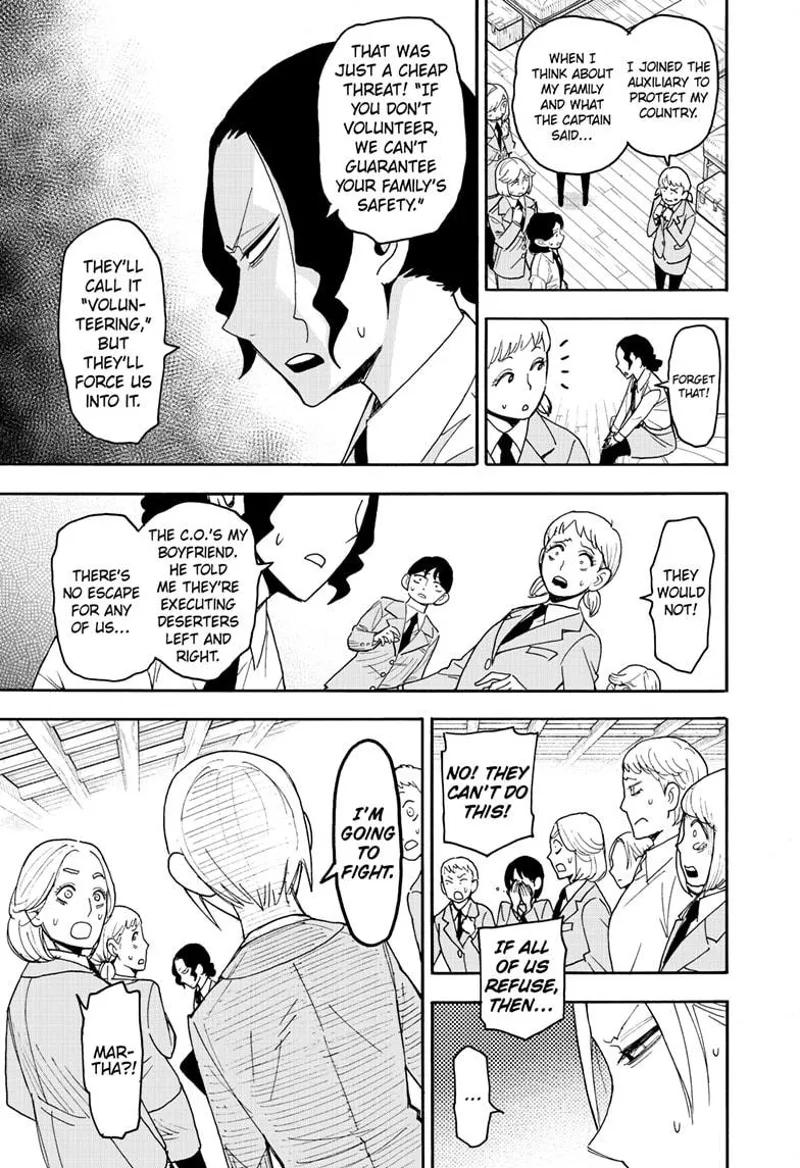 I JOINED THE
AUXILIARY TO
PROTECT MY
COUNTRY.
WHEN I
THINK ABOUT
MY FAMILY
AND WHAT
THE CAPTAIN
SAID...
FORGET
THAT!
THAT WAS
JUST A CHEAP
THREAT! "IF
YOU DON'T
VOLUNTEER,
WE CAN'T
GUARANTEE
YOUR FAMILY'S
SAFETY."
THEY'LL
CALL IT
"VOLUN-
TEERING,"
BUT
THEY'LL
FORCE US
INTO IT.
THEY
WOULD
NOT!
THE C.O.'S MY
BOYFRIEND.
HE TOLD
ME THEY'RE
EXECUTING
DESERTERS
LEFT AND
RIGHT.
THERE'S
NO ESCAPE
FOR ANY
OF US...
NO! THEY
CAN'T DO
THIS!
IF ALL
OF US
REFUSE,
THEN...
...
I'M
GOING
TO
FIGHT.
MAR-
THA?!